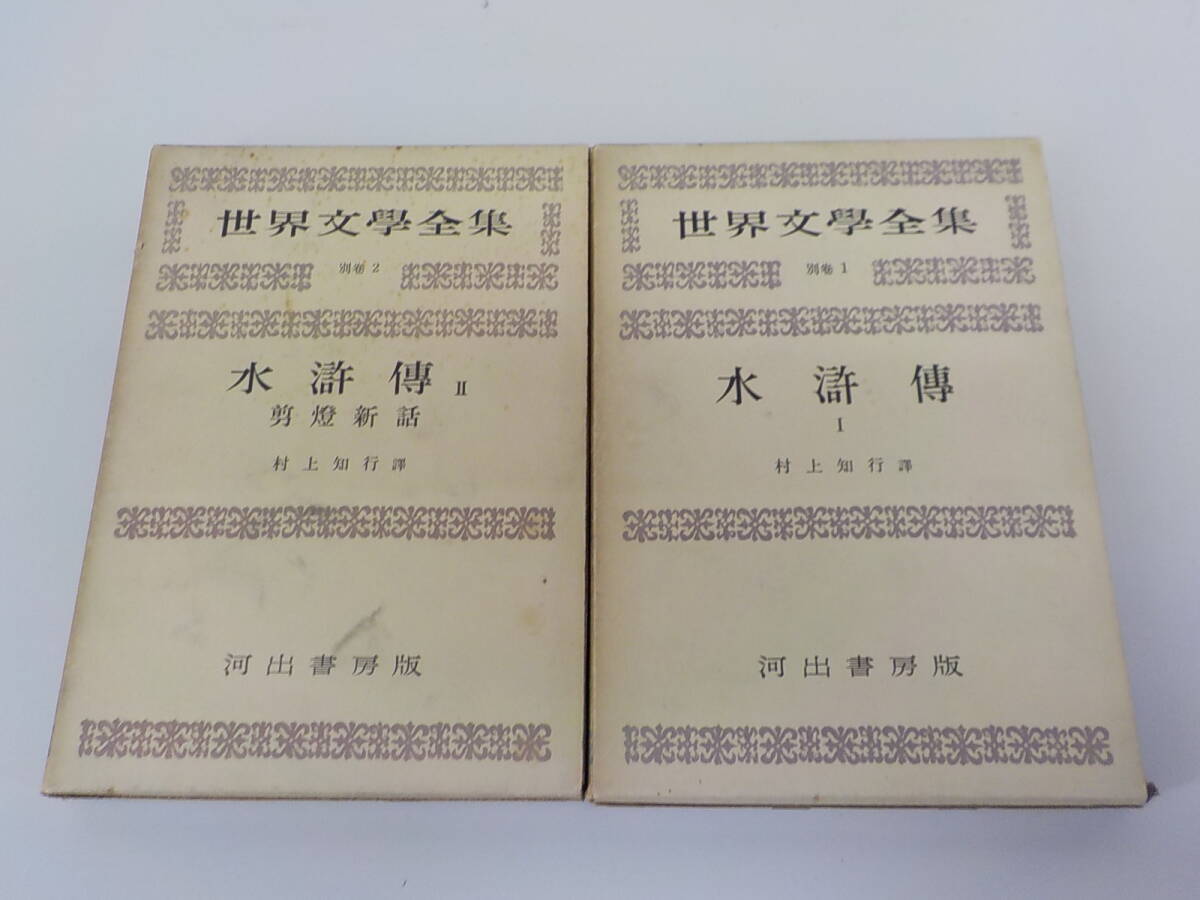 世界文學全集
別卷 2
水滸傳 II
剪燈新話
村上知行 譯
河出書房版
世界文學全集
別卷 1
水滸傳
I
村上知行 譯
河出書房版